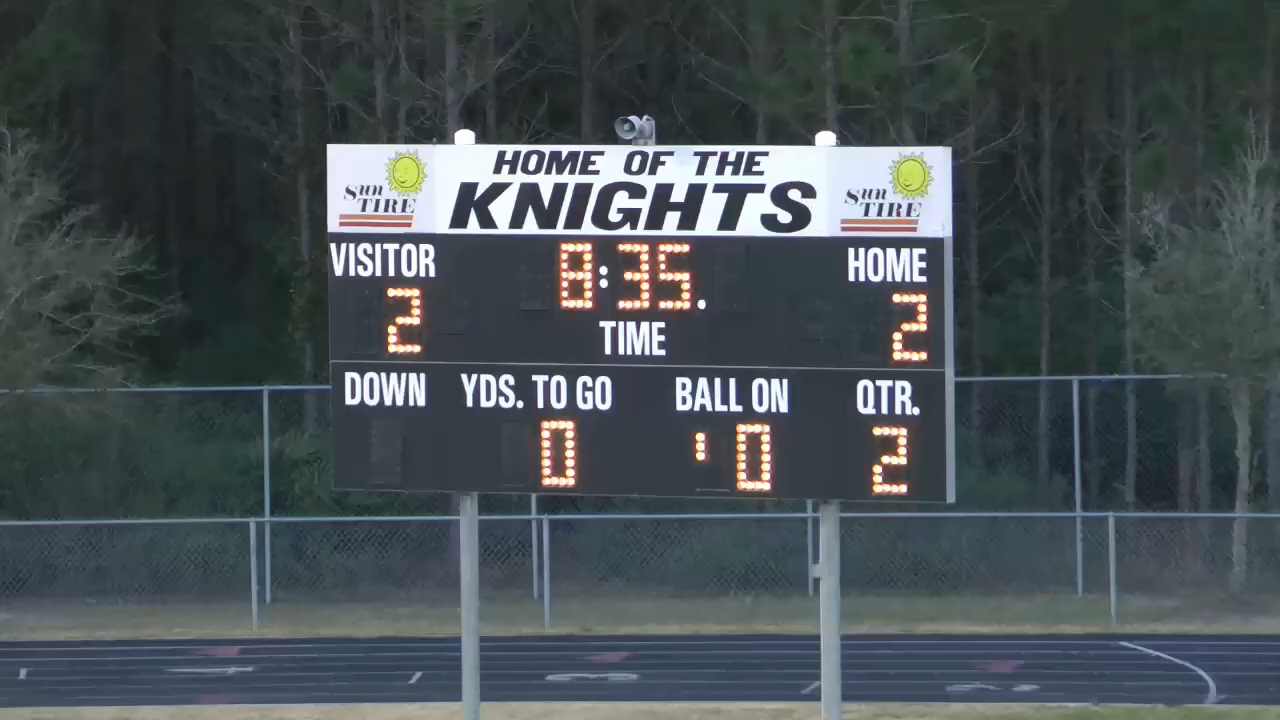 HOME OF THE
KNIGHTS
Sun
TIRE
Sun
TIRE
VISITOR 8:35. HOME
2 TIME 2
DOWN YDS. TO GO BALL ON QTR.
0 0 2